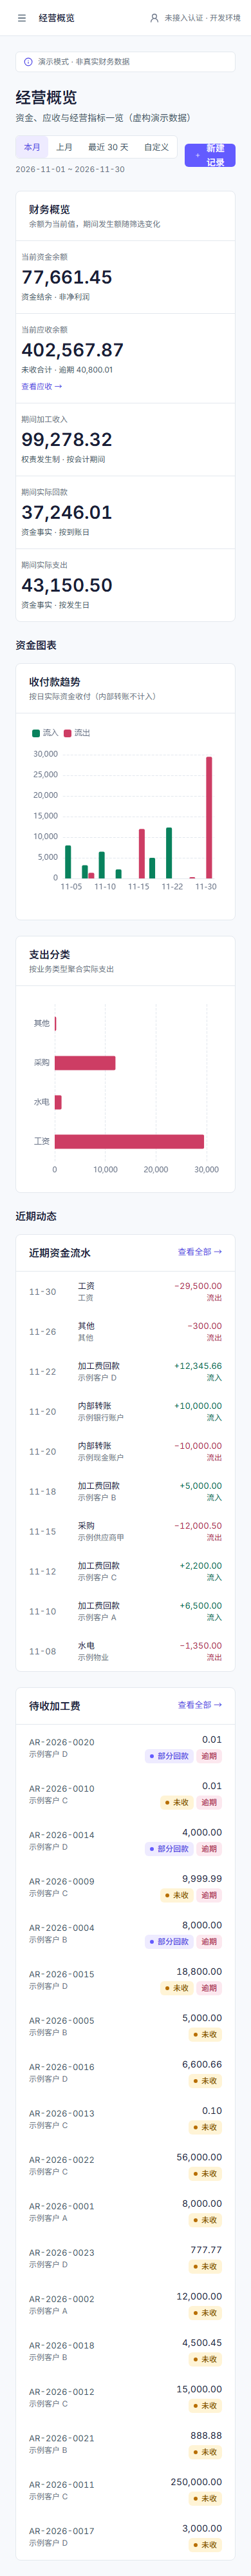 经营概览
未接入认证 · 开发环境
演示模式 · 非真实财务数据
经营概览
资金、应收与经营指标一览（虚构演示数据）
本月 上月 最近 30 天 自定义
+ 新建记录
2026-11-01 ~ 2026-11-30
财务概览
余额为当前值，期间发生额随筛选变化
当前资金余额
77,661.45
资金结余 · 非净利润
当前应收余额
402,567.87
未收合计 · 逾期 40,800.01
查看应收 →
期间加工收入
99,278.32
权责发生制 · 按会计期间
期间实际回款
37,246.01
资金事实 · 按到账日
期间实际支出
43,150.50
资金事实 · 按发生日
资金图表
收付款趋势
按日实际资金收付（内部转账不计入）
流入 流出
30,000
25,000
20,000
15,000
10,000
5,000
0
11-05 11-10 11-15 11-22 11-30
支出分类
按业务类型聚合实际支出
其他
采购
水电
工资
0 10,000 20,000 30,000
近期动态
近期资金流水 查看全部 →
11-30 工资 −29,500.00
工资 流出
11-26 其他 −300.00
其他 流出
11-22 加工费回款 +12,345.66
示例客户 D 流入
11-20 内部转账 +10,000.00
示例银行账户 流入
11-20 内部转账 −10,000.00
示例现金账户 流出
11-18 加工费回款 +5,000.00
示例客户 B 流入
11-15 采购 −12,000.50
示例供应商甲 流出
11-12 加工费回款 +2,200.00
示例客户 C 流入
11-10 加工费回款 +6,500.00
示例客户 A 流入
11-08 水电 −1,350.00
示例物业 流出
待收加工费 查看全部 →
AR-2026-0020 0.01
示例客户 D 部分回款 逾期
AR-2026-0010 0.01
示例客户 C 未收 逾期
AR-2026-0014 4,000.00
示例客户 D 部分回款 逾期
AR-2026-0009 9,999.99
示例客户 C 未收 逾期
AR-2026-0004 8,000.00
示例客户 B 部分回款 逾期
AR-2026-0015 18,800.00
示例客户 D 未收 逾期
AR-2026-0005 5,000.00
示例客户 B 未收
AR-2026-0016 6,600.66
示例客户 D 未收
AR-2026-0013 0.10
示例客户 C 未收
AR-2026-0022 56,000.00
示例客户 C 未收
AR-2026-0001 8,000.00
示例客户 A 未收
AR-2026-0023 777.77
示例客户 D 未收
AR-2026-0002 12,000.00
示例客户 A 未收
AR-2026-0018 4,500.45
示例客户 B 未收
AR-2026-0012 15,000.00
示例客户 C 未收
AR-2026-0021 888.88
示例客户 B 未收
AR-2026-0011 250,000.00
示例客户 C 未收
AR-2026-0017 3,000.00
示例客户 D 未收